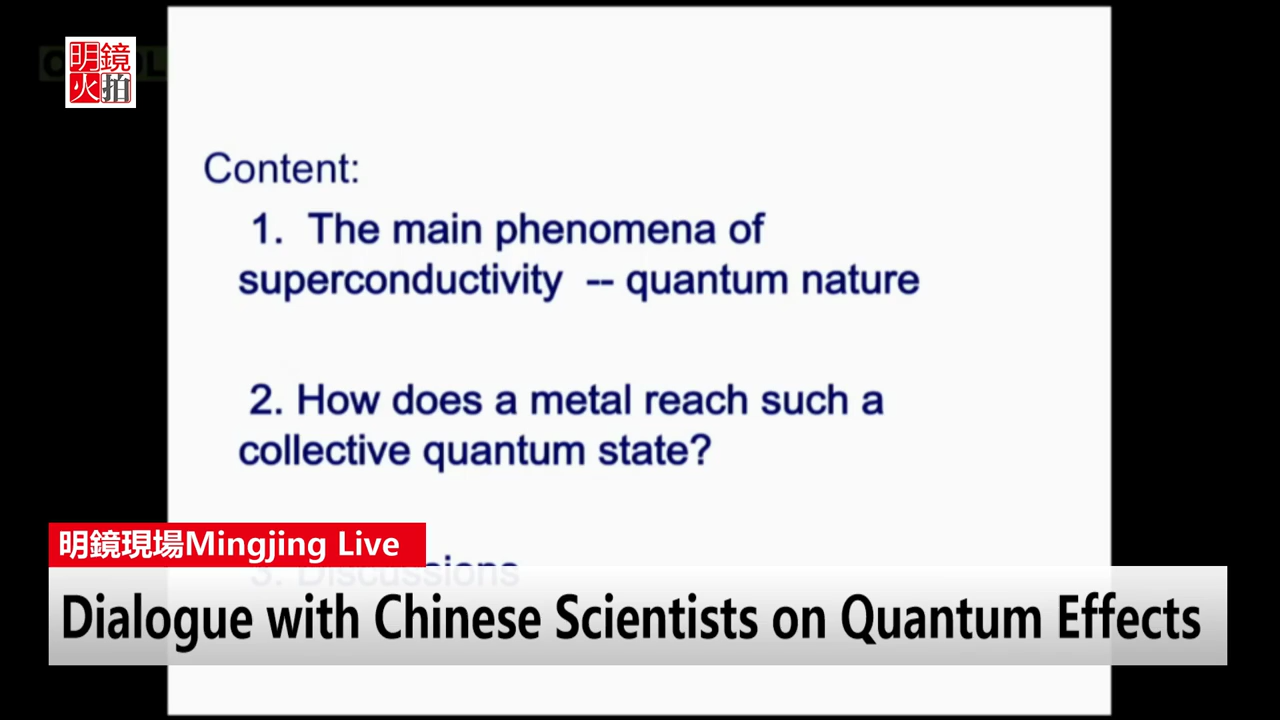 明鏡
火拍
Content:
1. The main phenomena of
superconductivity -- quantum nature
2. How does a metal reach such a
collective quantum state?
3. Discussions
明鏡現場Mingjing Live
Dialogue with Chinese Scientists on Quantum Effects